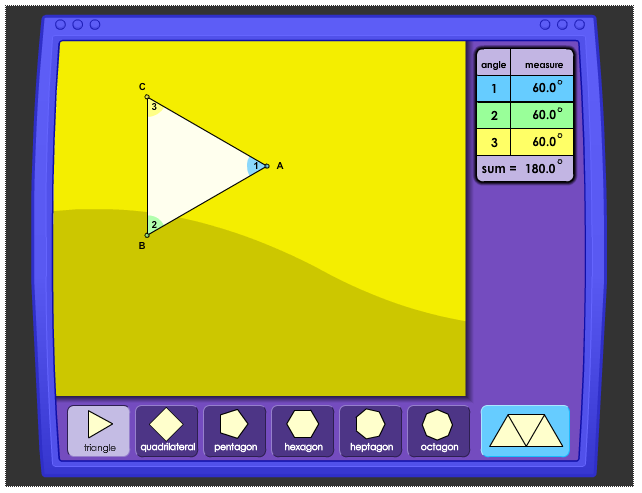 angle measure
1 60.0°
2 60.0°
3 60.0°
sum = 180.0°
C
3
1 A
2
B
triangle quadrilateral pentagon hexagon heptagon octagon